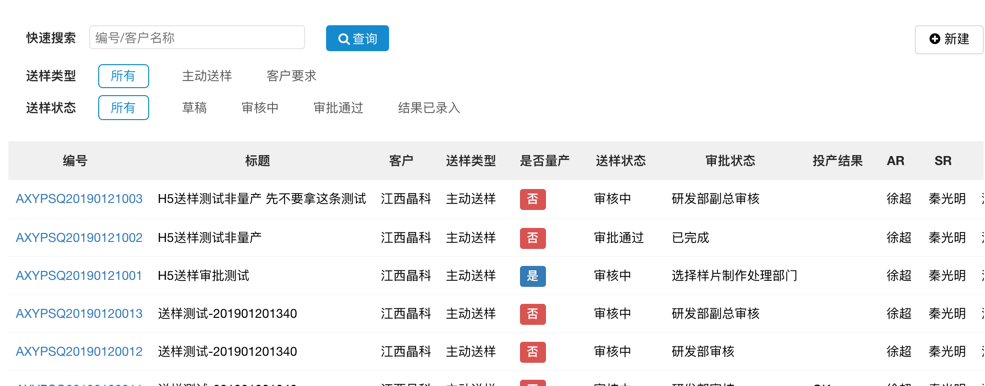 快速搜索 编号/客户名称 查询 新建
送样类型 所有 主动送样 客户要求
送样状态 所有 草稿 审核中 审批通过 结果已录入
编号 标题 客户 送样类型 是否量产 送样状态 审批状态 投产结果 AR SR
AXYPSQ20190121003 H5送样测试非量产 先不要拿这条测试 江西晶科 主动送样 否 审核中 研发部副总审核 徐超 秦光明
AXYPSQ20190121002 H5送样测试非量产 江西晶科 主动送样 否 审批通过 已完成 徐超 秦光明
AXYPSQ20190121001 H5送样审批测试 江西晶科 主动送样 是 审核中 选择样片制作处理部门 徐超 秦光明
AXYPSQ20190120013 送样测试-201901201340 江西晶科 主动送样 否 审核中 研发部副总审核 徐超 秦光明
AXYPSQ20190120012 送样测试-201901201340 江西晶科 主动送样 否 审核中 研发部审核 徐超 秦光明